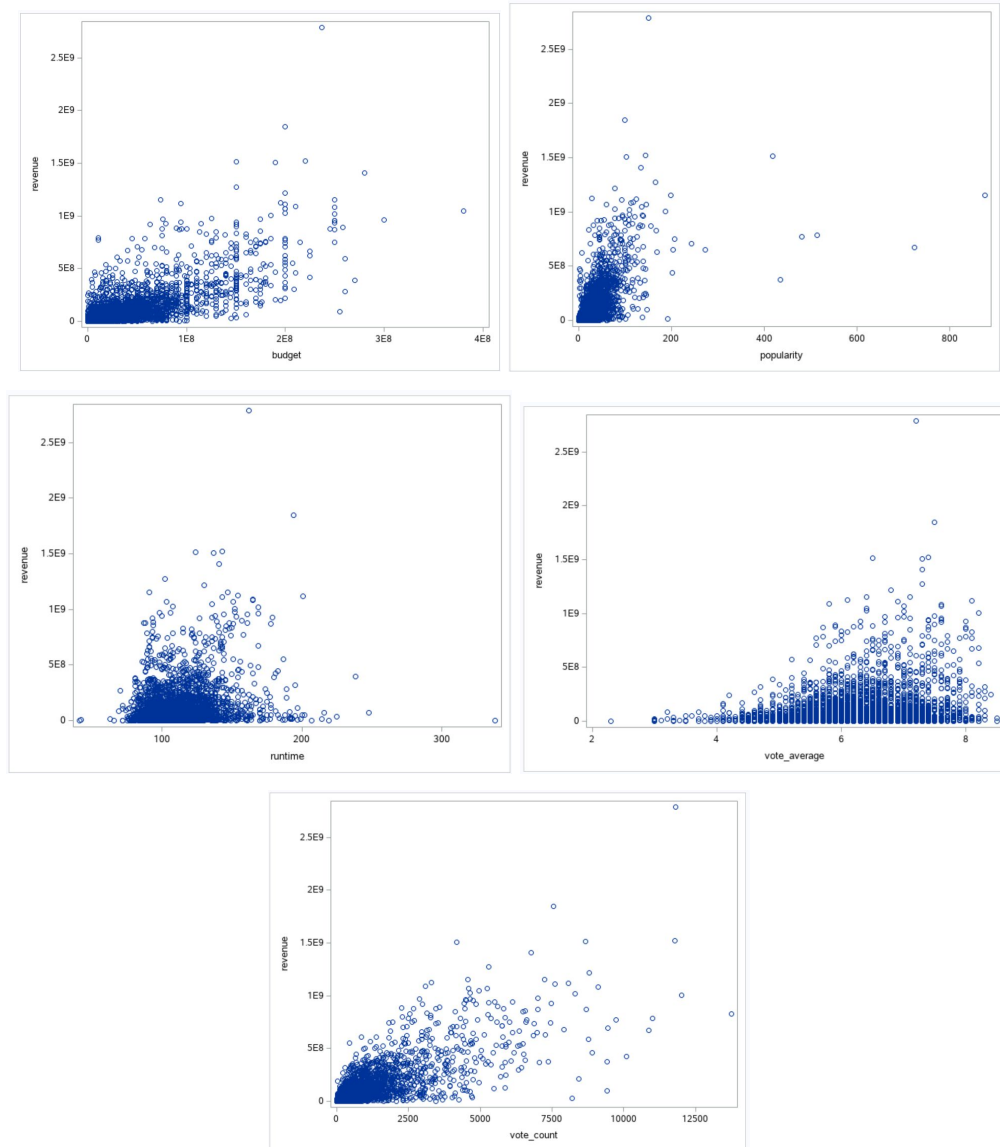 2.5E9
2E9
1.5E9
1E9
5E8
0
revenue
0
1E8
2E8
3E8
4E8
budget
2.5E9
2E9
1.5E9
1E9
5E8
0
revenue
0
200
400
600
800
popularity
2.5E9
2E9
1.5E9
1E9
5E8
0
revenue
100
200
300
runtime
2.5E9
2E9
1.5E9
1E9
5E8
0
revenue
2
4
6
8
vote_average
2.5E9
2E9
1.5E9
1E9
5E8
0
revenue
0
2500
5000
7500
10000
12500
vote_count